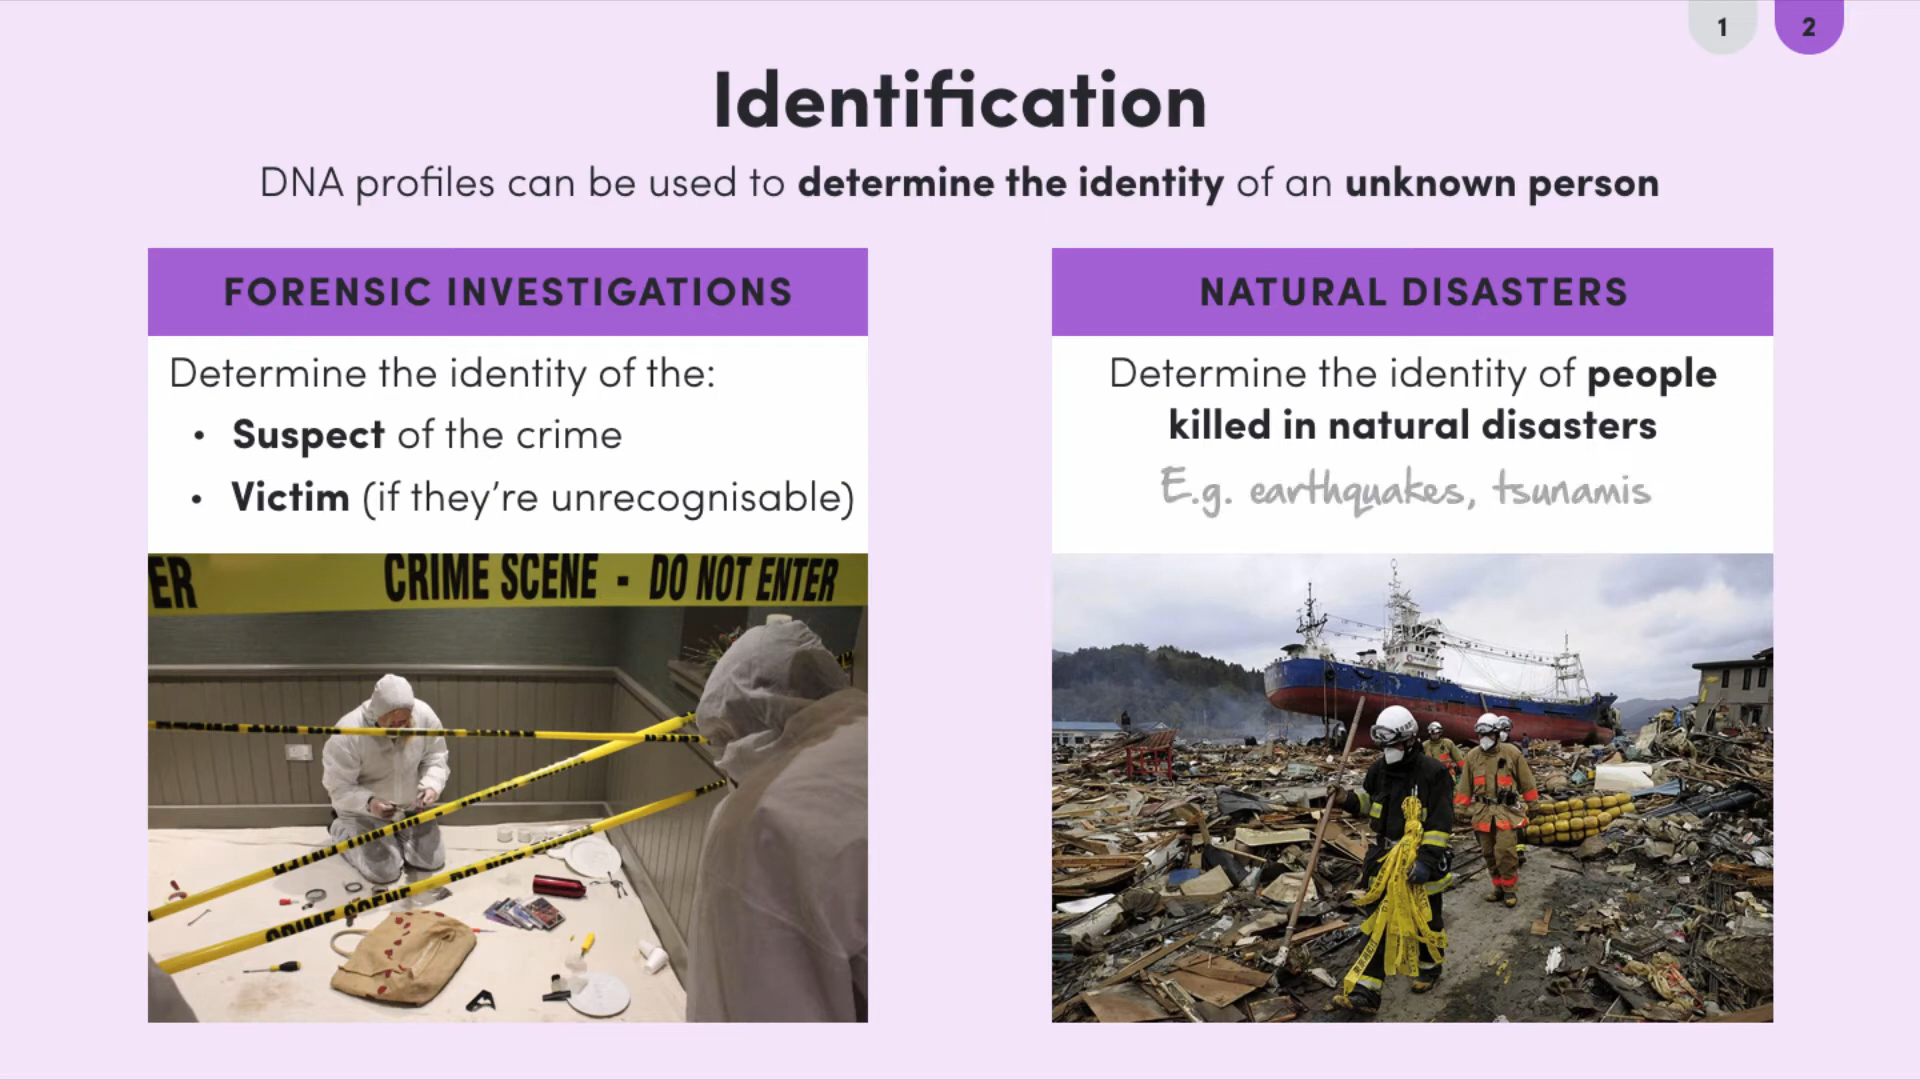 1
2
Identification
DNA profiles can be used to determine the identity of an unknown person
FORENSIC INVESTIGATIONS
Determine the identity of the:
• Suspect of the crime
• Victim (if they're unrecognisable)
NATURAL DISASTERS
Determine the identity of people
killed in natural disasters
E.g. earthquakes, tsunamis
ER CRIME SCENE - DO NOT ENTER
CRIME SCENE